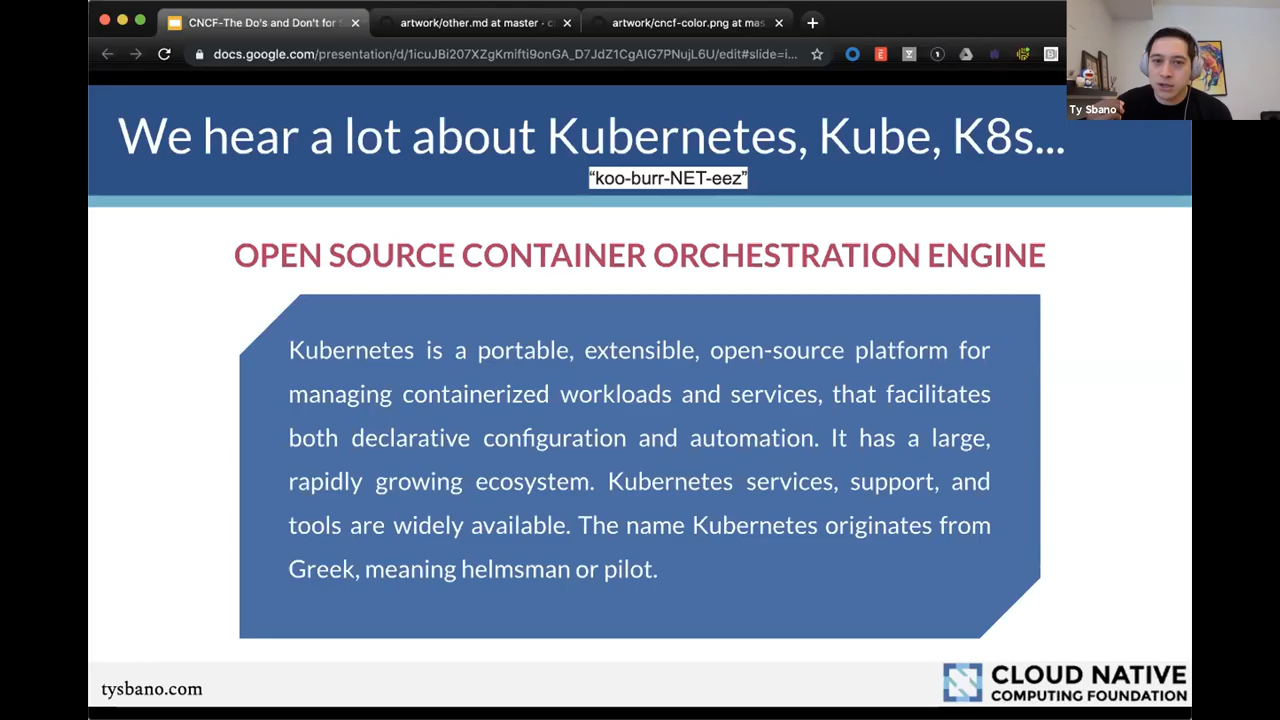 CNCF-The Do's and Don't for
artwork/other.md at master · c
artwork/cncf-color.png at mas
docs.google.com/presentation/d/1icuJBi207XZgKmifti9onGA_D7JdZ1CgAIG7PNujL6U/edit#slide=i...
Ty Sbano
We hear a lot about Kubernetes, Kube, K8s...
“koo-burr-NET-eez”
OPEN SOURCE CONTAINER ORCHESTRATION ENGINE
Kubernetes is a portable, extensible, open-source platform for
managing containerized workloads and services, that facilitates
both declarative configuration and automation. It has a large,
rapidly growing ecosystem. Kubernetes services, support, and
tools are widely available. The name Kubernetes originates from
Greek, meaning helmsman or pilot.
tysbano.com
CLOUD NATIVE
COMPUTING FOUNDATION